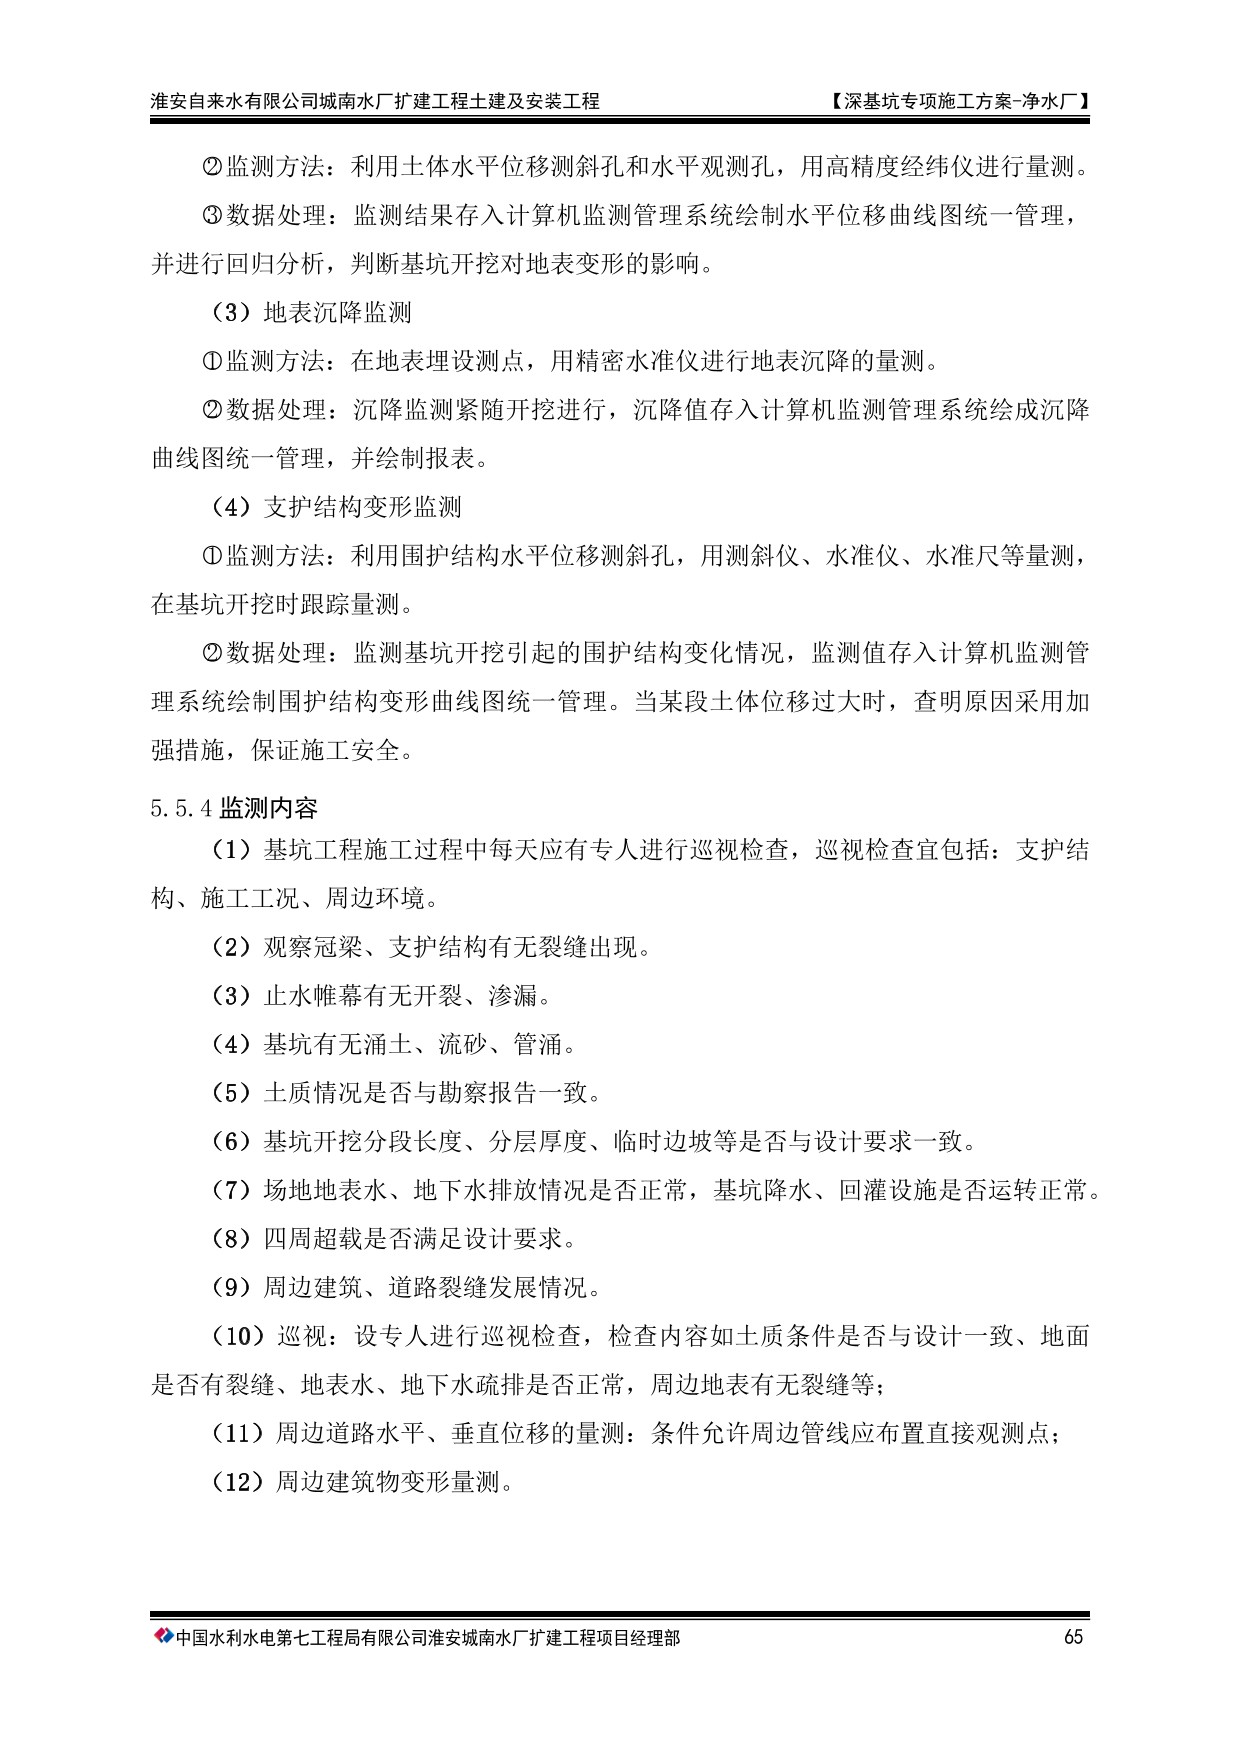 淮安自来水有限公司城南水厂扩建工程土建及安装工程
【深基坑专项施工方案-净水厂】
②监测方法：利用土体水平位移测斜孔和水平观测孔，用高精度经纬仪进行量测。
③数据处理：监测结果存入计算机监测管理系统绘制水平位移曲线图统一管理，
并进行回归分析，判断基坑开挖对地表变形的影响。
（3）地表沉降监测
①监测方法：在地表埋设测点，用精密水准仪进行地表沉降的量测。
②数据处理：沉降监测紧随开挖进行，沉降值存入计算机监测管理系统绘成沉降
曲线图统一管理，并绘制报表。
（4）支护结构变形监测
①监测方法：利用围护结构水平位移测斜孔，用测斜仪、水准仪、水准尺等量测，
在基坑开挖时跟踪量测。
②数据处理：监测基坑开挖引起的围护结构变化情况，监测值存入计算机监测管
理系统绘制围护结构变形曲线图统一管理。当某段土体位移过大时，查明原因采用加
强措施，保证施工安全。
5.5.4 监测内容
（1）基坑工程施工过程中每天应有专人进行巡视检查，巡视检查宜包括：支护结
构、施工工况、周边环境。
（2）观察冠梁、支护结构有无裂缝出现。
（3）止水帷幕有无开裂、渗漏。
（4）基坑有无涌土、流砂、管涌。
（5）土质情况是否与勘察报告一致。
（6）基坑开挖分段长度、分层厚度、临时边坡等是否与设计要求一致。
（7）场地地表水、地下水排放情况是否正常，基坑降水、回灌设施是否运转正常。
（8）四周超载是否满足设计要求。
（9）周边建筑、道路裂缝发展情况。
（10）巡视：设专人进行巡视检查，检查内容如土质条件是否与设计一致、地面
是否有裂缝、地表水、地下水疏排是否正常，周边地表有无裂缝等；
（11）周边道路水平、垂直位移的量测：条件允许周边管线应布置直接观测点；
（12）周边建筑物变形量测。
中国水利水电第七工程局有限公司淮安城南水厂扩建工程项目经理部
65